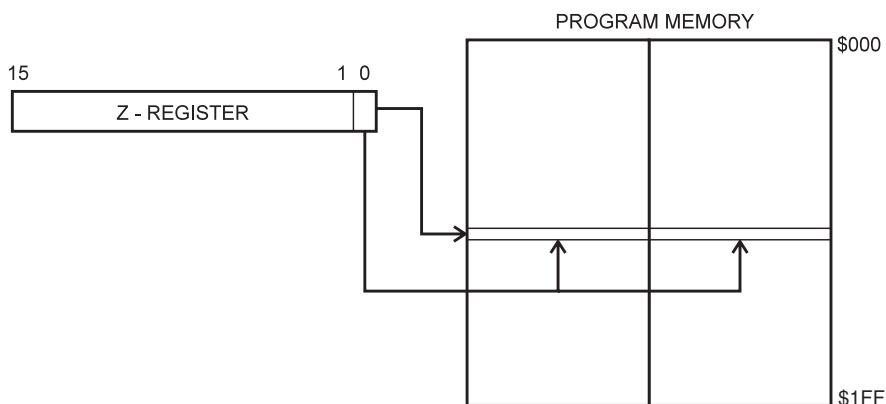 PROGRAM MEMORY
$000
15 1 0
Z - REGISTER
$1FF